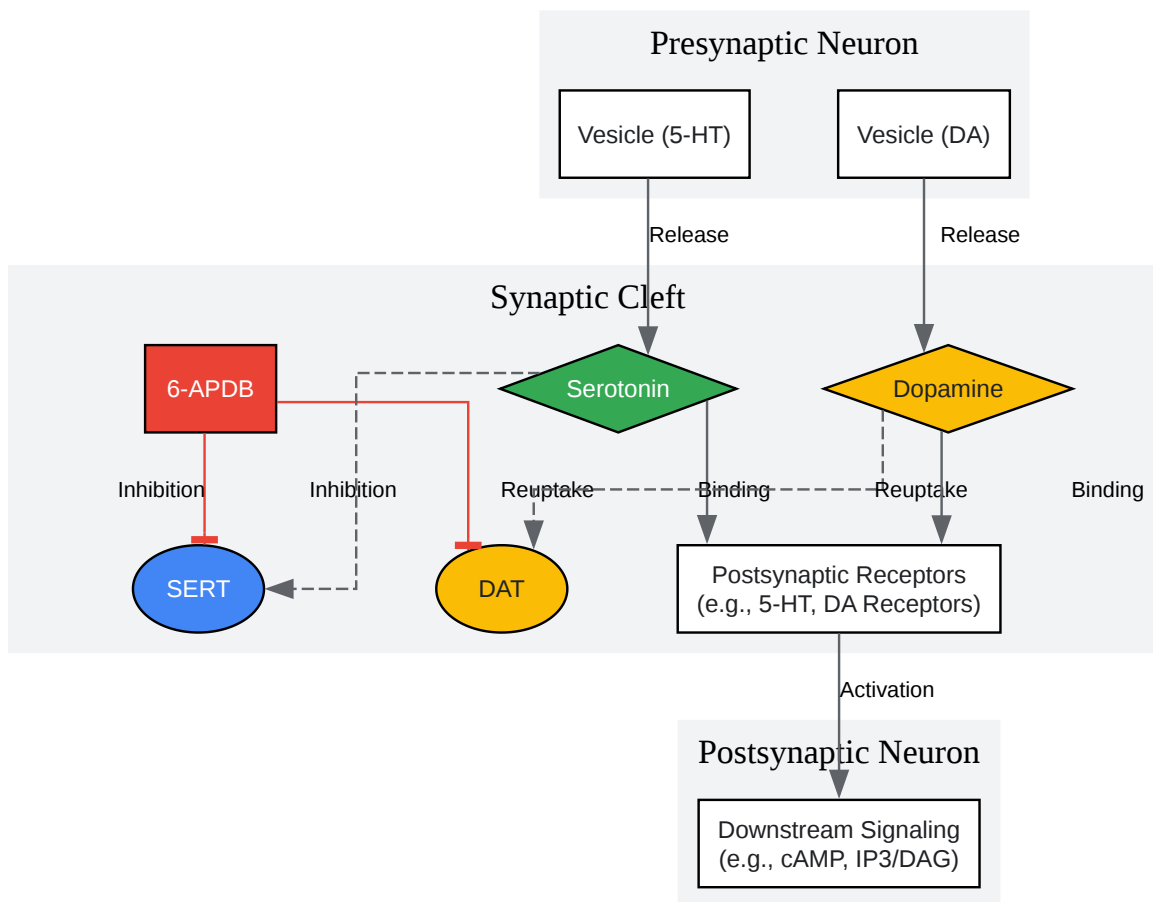 Presynaptic Neuron
Vesicle (5-HT)
Vesicle (DA)
Release
Release
Synaptic Cleft
6-APDB
Serotonin
Dopamine
Inhibition
Inhibition
Reuptake
Binding
Reuptake
Binding
SERT
DAT
Postsynaptic Receptors
(e.g., 5-HT, DA Receptors)
Activation
Postsynaptic Neuron
Downstream Signaling
(e.g., cAMP, IP3/DAG)